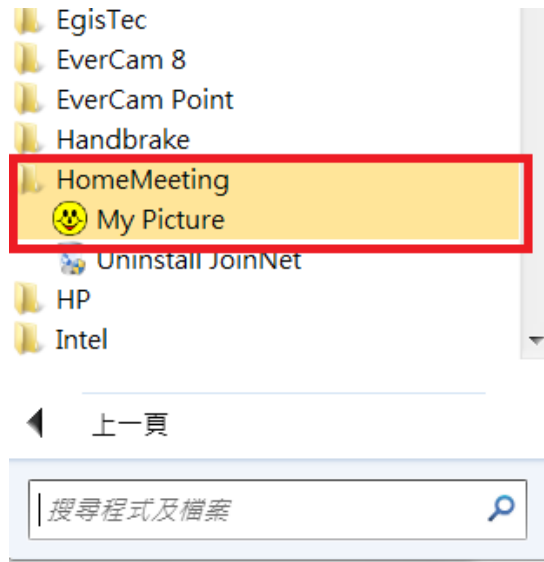 EgisTec
EverCam 8
EverCam Point
Handbrake
HomeMeeting
My Picture
Uninstall JoinNet
HP
Intel
上一頁
搜尋程式及檔案